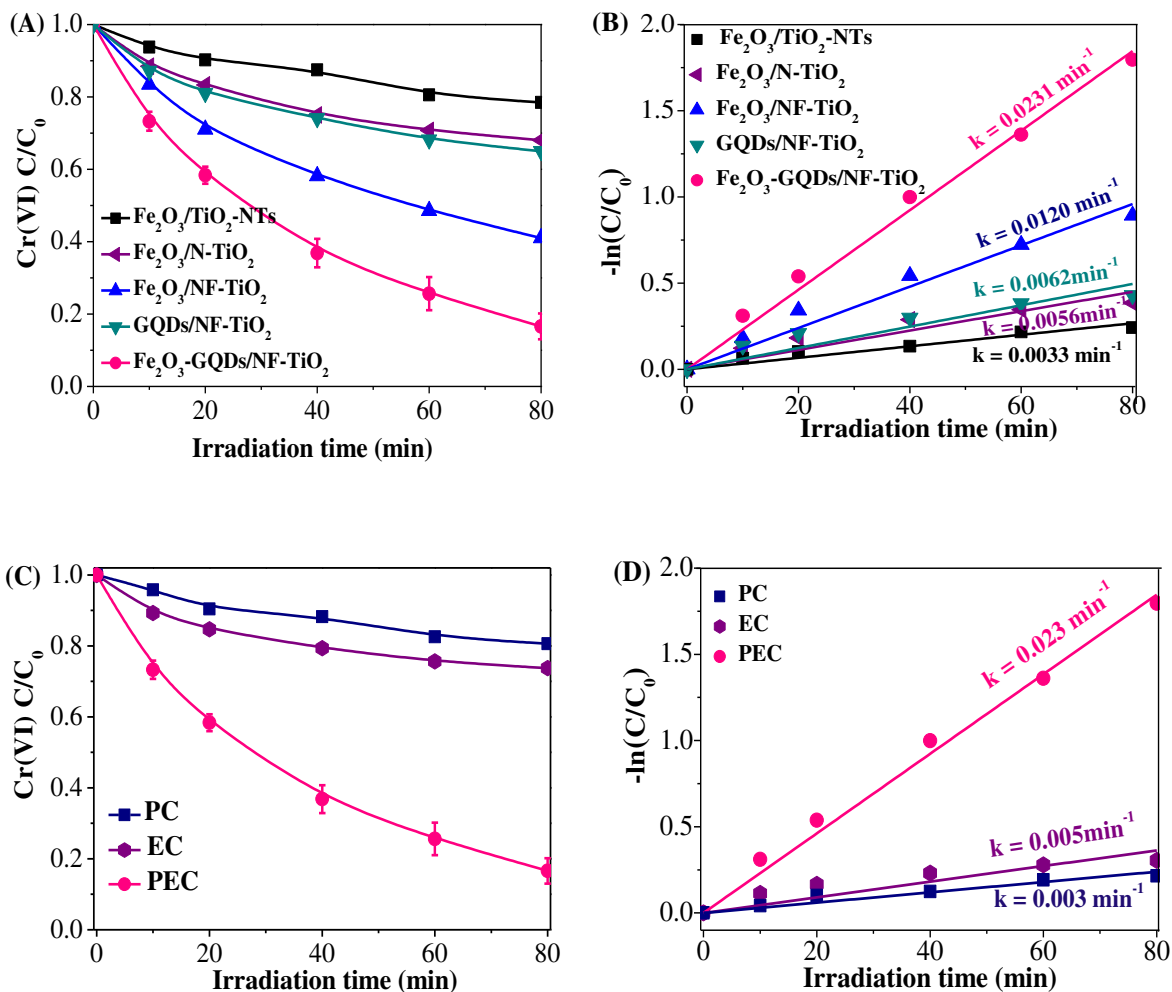 (A)
Cr(VI) C/C₀
1.0
0.8
0.6
0.4
0.2
0.0
Fe₂O₃/TiO₂-NTs
Fe₂O₃/N-TiO₂
Fe₂O₃/NF-TiO₂
GQDs/NF-TiO₂
Fe₂O₃-GQDs/NF-TiO₂
0 20 40 60 80
Irradiation time (min)
(B)
-ln(C/C₀)
2.0
1.5
1.0
0.5
0.0
Fe₂O₃/TiO₂-NTs
Fe₂O₃/N-TiO₂
Fe₂O₃/NF-TiO₂
GQDs/NF-TiO₂
Fe₂O₃-GQDs/NF-TiO₂
k = 0.0231 min⁻¹
k = 0.0120 min⁻¹
k = 0.0062min⁻¹
k = 0.0056min⁻¹
k = 0.0033 min⁻¹
0 20 40 60 80
Irradiation time (min)
(C)
Cr(VI) C/C₀
1.0
0.8
0.6
0.4
0.2
0.0
PC
EC
PEC
0 20 40 60 80
Irradiation time (min)
(D)
-ln(C/C₀)
2.0
1.5
1.0
0.5
0.0
PC
EC
PEC
k = 0.023 min⁻¹
k = 0.005min⁻¹
k = 0.003 min⁻¹
0 20 40 60 80
Irradiation time (min)